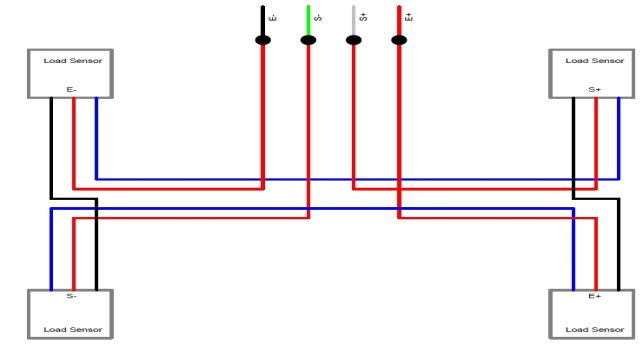 E-
S-
S+
E+
Load Sensor
E-
Load Sensor
S+
S-
Load Sensor
E+
Load Sensor